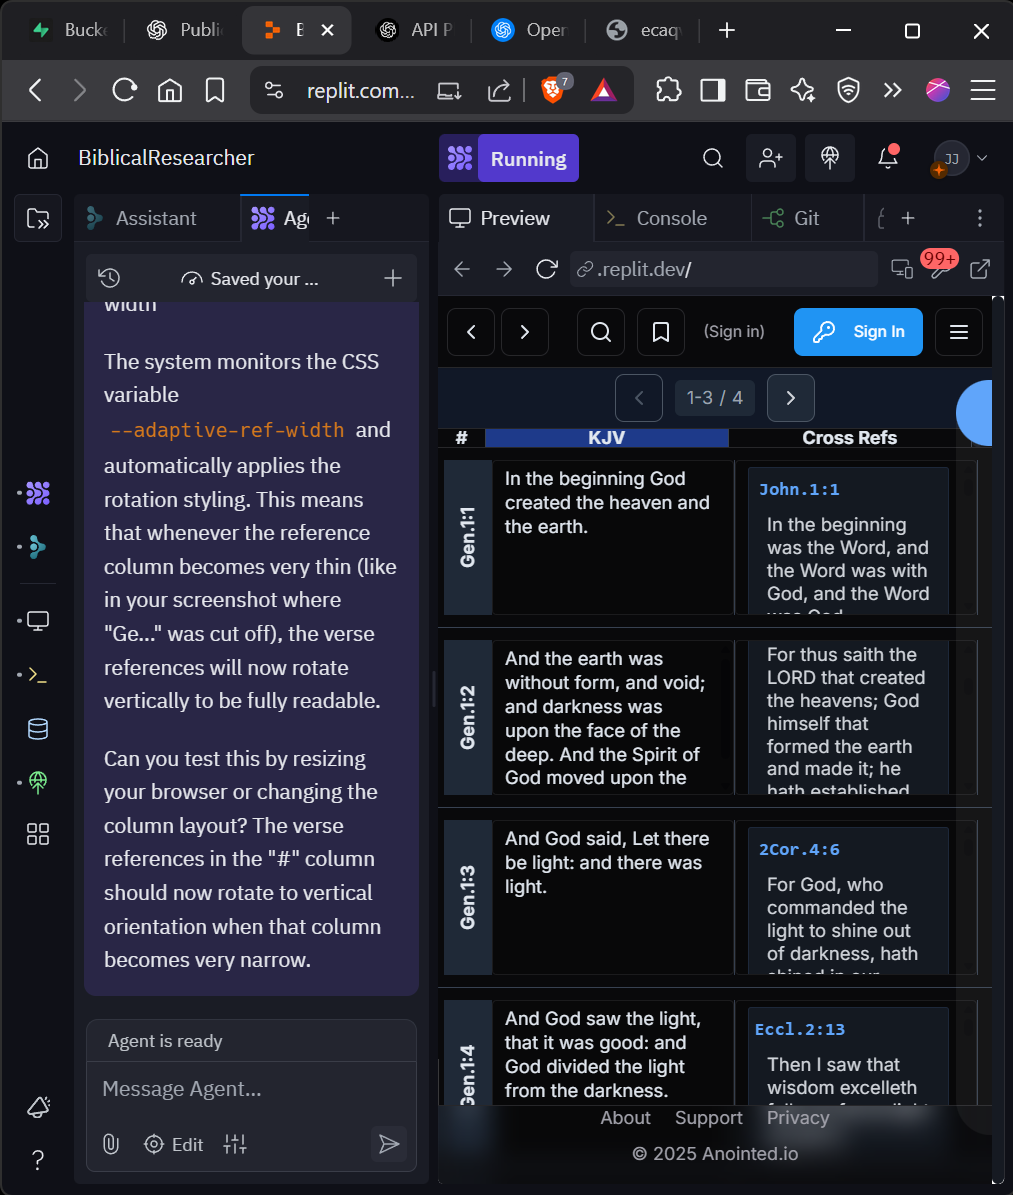 Bucke
Public
B
API P
Open
ecaqv
replit.com...
7
BiblicalResearcher
Running
JJ
Assistant
Age
Preview
Console
Git
Saved your ...
.replit.dev/
99+
width
The system monitors the CSS
variable
--adaptive-ref-width and
automatically applies the
rotation styling. This means
that whenever the reference
column becomes very thin (like
in your screenshot where
"Ge..." was cut off), the verse
references will now rotate
vertically to be fully readable.
Can you test this by resizing
your browser or changing the
column layout? The verse
references in the "#" column
should now rotate to vertical
orientation when that column
becomes very narrow.
Agent is ready
Message Agent...
Edit
(Sign in)
Sign In
1-3 / 4
#
KJV
Cross Refs
Gen.1:1
In the beginning God
created the heaven and
the earth.
John.1:1
In the beginning
was the Word, and
the Word was with
God, and the Word
was God.
Gen.1:2
And the earth was
without form, and void;
and darkness was
upon the face of the
deep. And the Spirit of
God moved upon the
For thus saith the
LORD that created
the heavens; God
himself that
formed the earth
and made it; he
hath established
Gen.1:3
And God said, Let there
be light: and there was
light.
2Cor.4:6
For God, who
commanded the
light to shine out
of darkness, hath
shined in our
Gen.1:4
And God saw the light,
that it was good: and
God divided the light
from the darkness.
Eccl.2:13
Then I saw that
wisdom excelleth
About
Support
Privacy
© 2025 Anointed.io